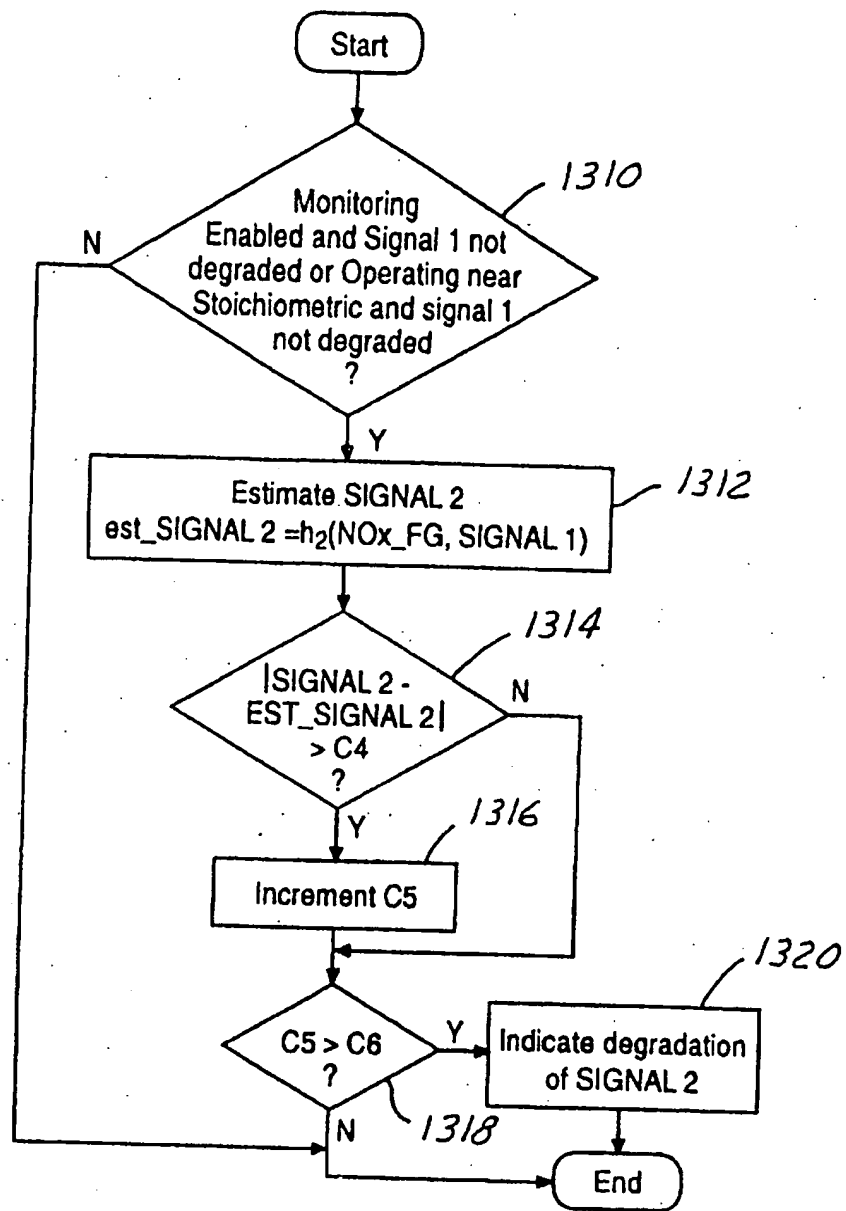 Start
1310
Monitoring
Enabled and Signal 1 not
degraded or Operating near
Stoichiometric and signal 1
not degraded
?
N
Y
1312
Estimate SIGNAL 2
est_SIGNAL 2 =h₂(NOx_FG, SIGNAL 1)
1314
|SIGNAL 2 -
EST_SIGNAL 2|
> C4
?
N
Y
1316
Increment C5
1320
C5 > C6
?
Y
Indicate degradation
of SIGNAL 2
N
1318
End